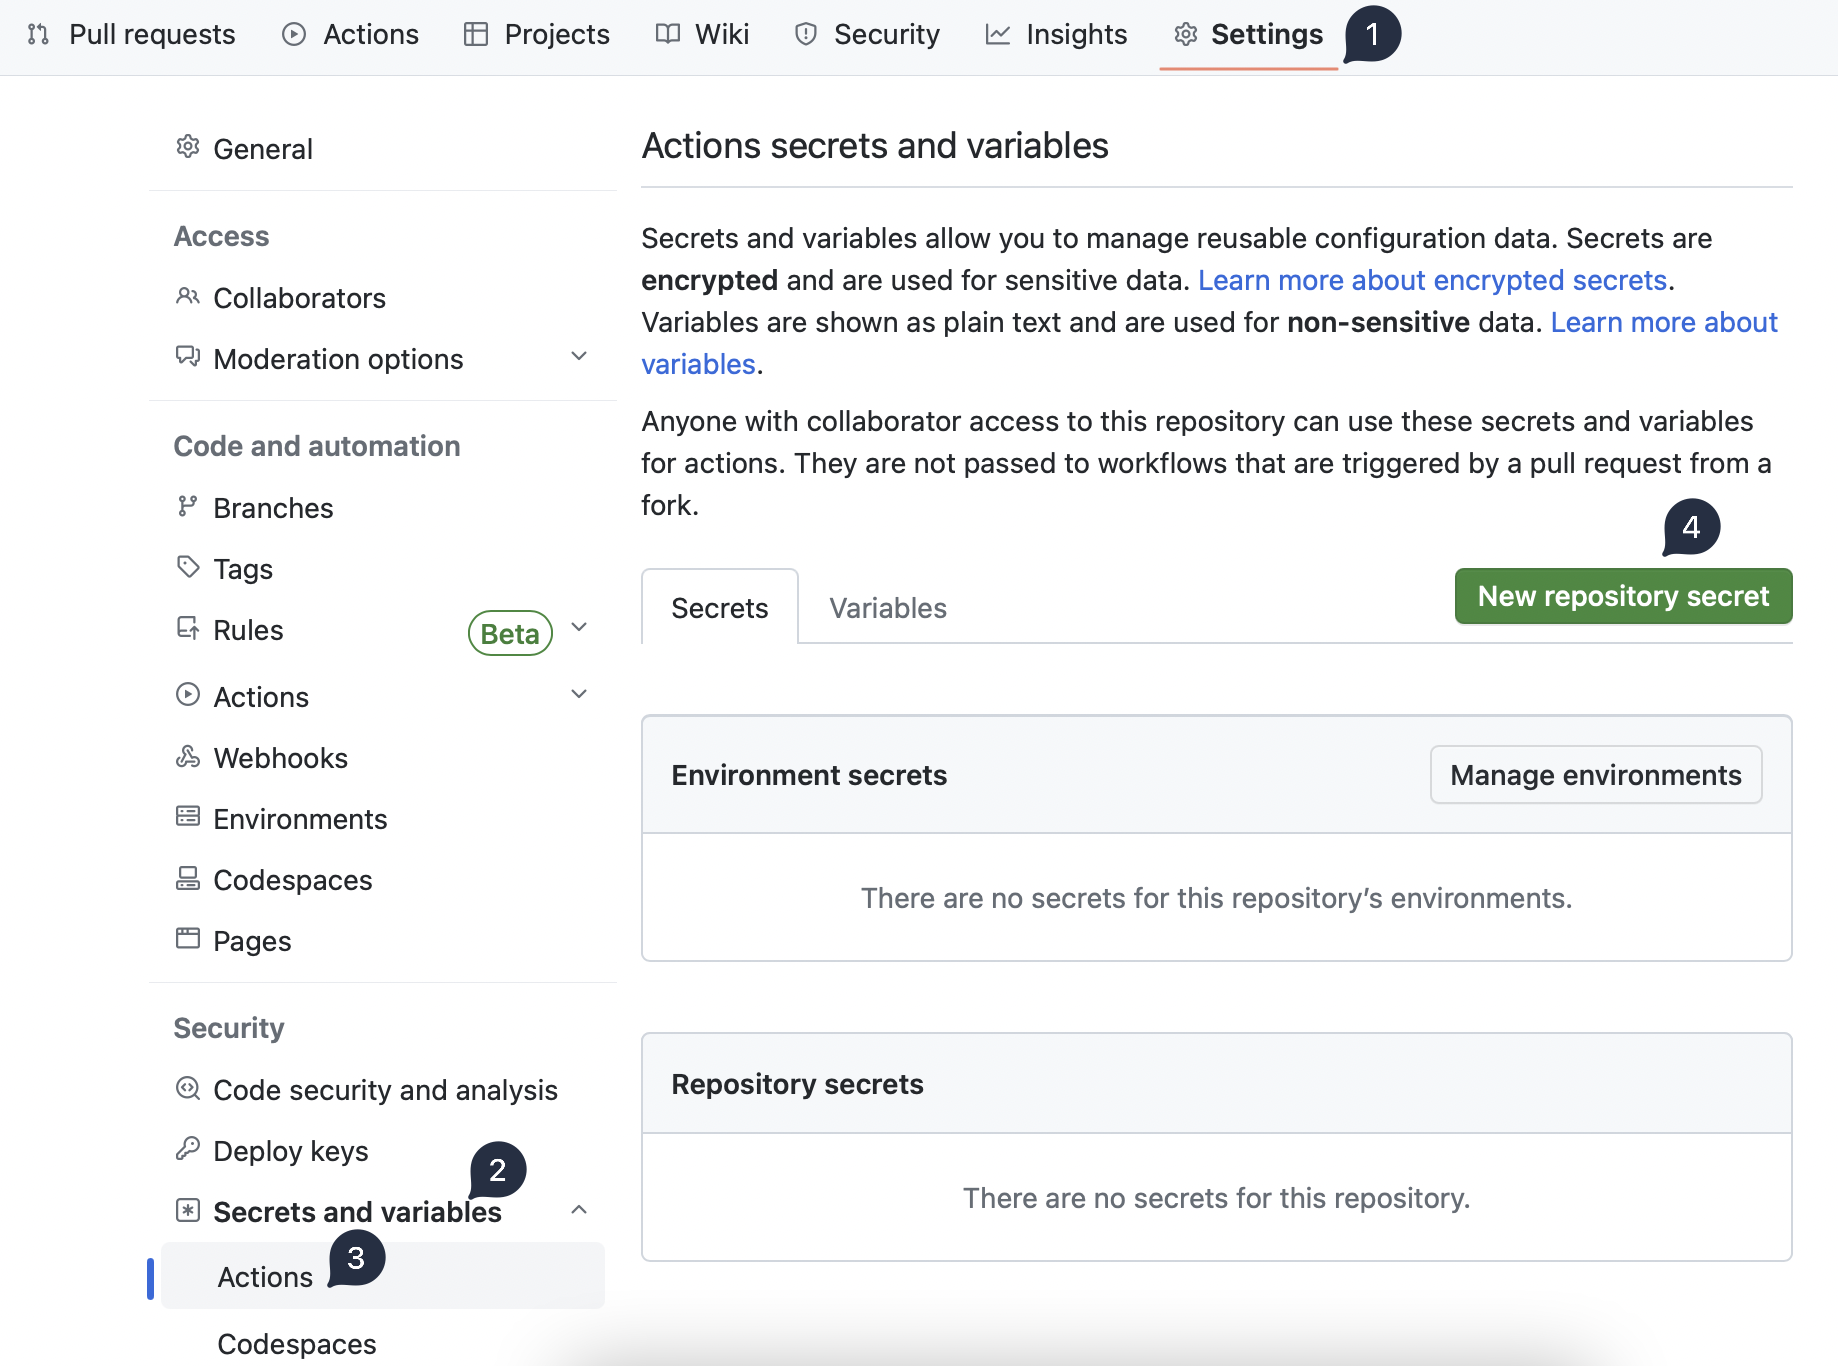 Pull requests Actions Projects Wiki Security Insights Settings 1
General
Access
Collaborators
Moderation options
Code and automation
Branches
Tags
Rules Beta
Actions
Webhooks
Environments
Codespaces
Pages
Security
Code security and analysis
Deploy keys
2
Secrets and variables
3
Actions
Codespaces
Actions secrets and variables
Secrets and variables allow you to manage reusable configuration data. Secrets are
encrypted and are used for sensitive data. Learn more about encrypted secrets.
Variables are shown as plain text and are used for non-sensitive data. Learn more about
variables.
Anyone with collaborator access to this repository can use these secrets and variables
for actions. They are not passed to workflows that are triggered by a pull request from a
fork.
4
Secrets Variables New repository secret
Environment secrets Manage environments
There are no secrets for this repository’s environments.
Repository secrets
There are no secrets for this repository.